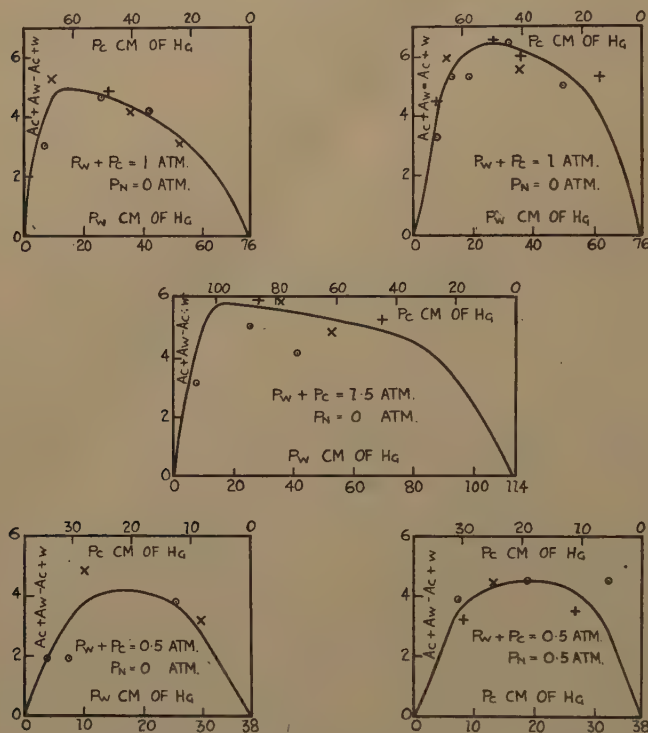 60 40 20 0
Pc CM OF HG
6
4
2
0
Ac+Aw-Ac+w
Pw+Pc=1 ATM.
PN=0 ATM.
Pw CM OF HG
0 20 40 60 76
60 40 20 0
Pc CM OF HG
6
4
2
0
Ac+Aw=Ac+w
Pw+Pc=1 ATM.
PN=0 ATM.
Pw CM OF HG
0 20 40 60 76
100 80 60 40 20 0
Pc CM OF HG
6
4
2
0
Ac+Aw-Ac+w
Pw+Pc=1.5 ATM.
PN=0 ATM.
Pw CM OF HG
0 20 40 60 80 100 114
30 20 10 0
Pc CM OF HG
6
4
2
0
Ac+Aw-Ac+w
Pw+Pc=0.5 ATM.
PN=0 ATM.
Pw CM OF HG
0 10 20 30 38
30 20 10 0
Pc CM OF HG
6
4
2
0
Ac+Aw-Ac+w
Pw+Pc=0.5 ATM.
PN=0.5 ATM.
Pc CM OF HG
0 10 20 30 38